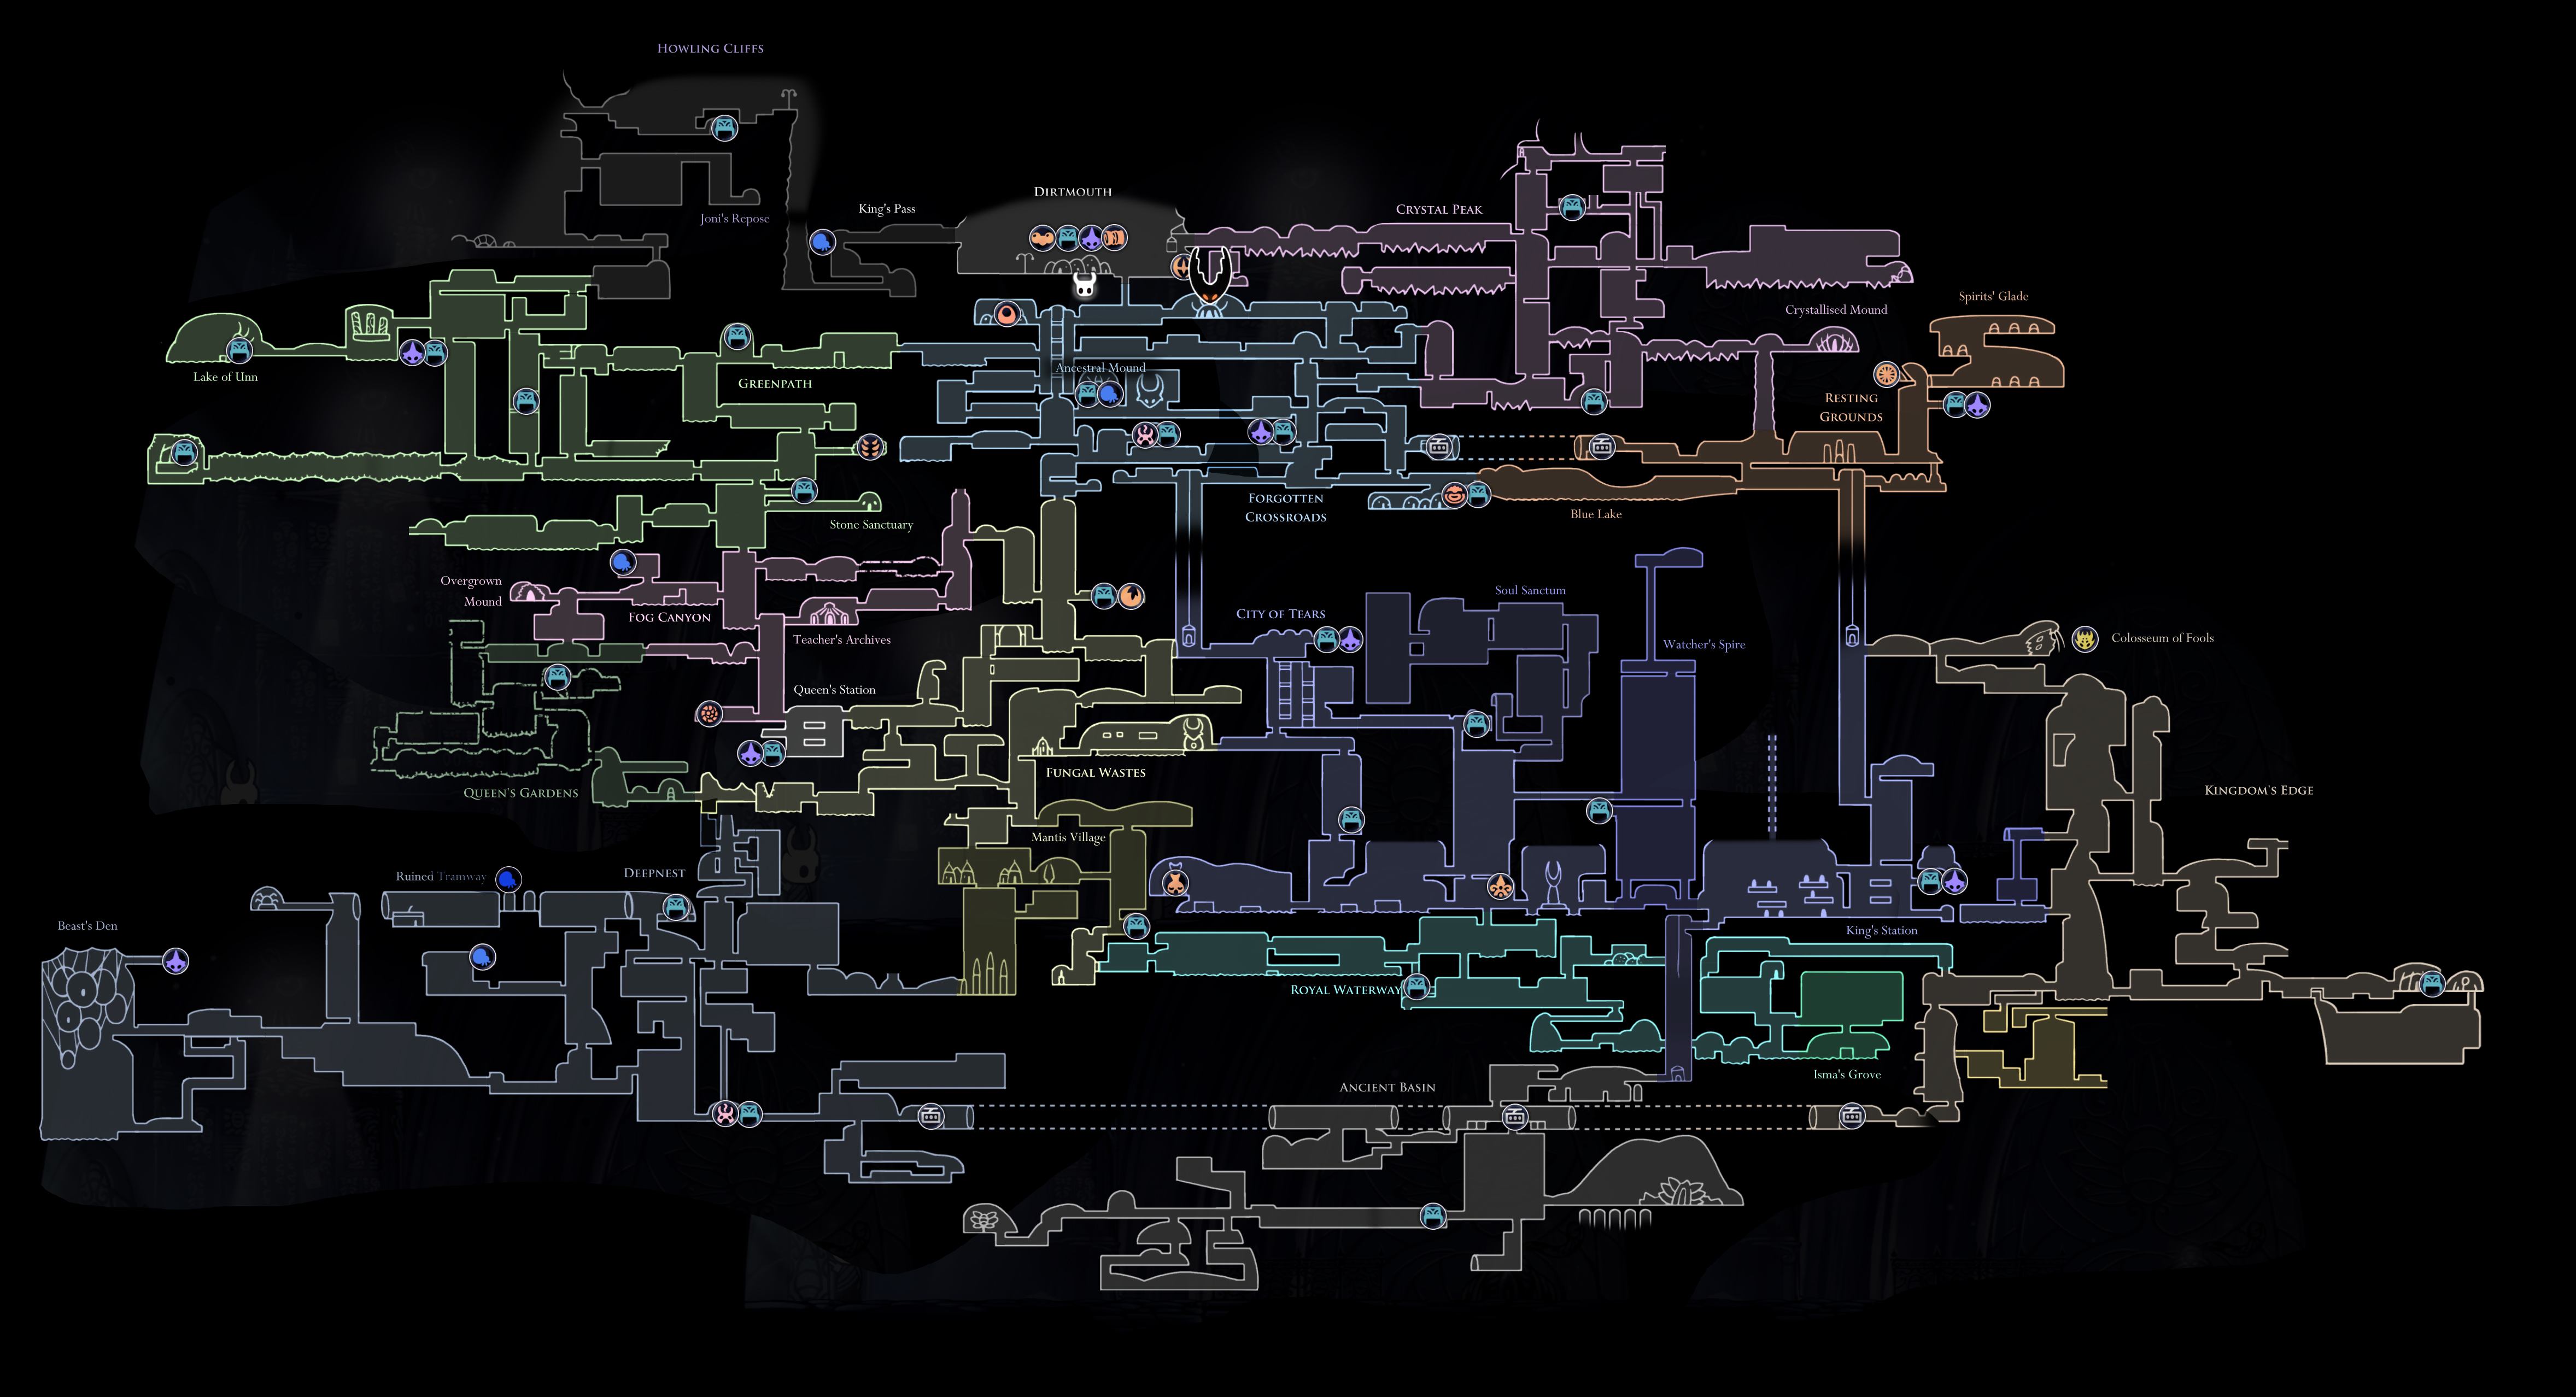 HOWLING CLIFFS
DIRTMOUTH
King's Pass
CRYSTAL PEAK
Joni's Repose
Spirits' Glade
Crystallised Mound
Ancestral Mound
Lake of Unn
GREENPATH
RESTING
GROUNDS
FORGOTTEN
CROSSROADS
Blue Lake
Stone Sanctuary
Overgrown
Mound
FOG CANYON
Soul Sanctum
CITY OF TEARS
Teacher's Archives
Watcher's Spire
Colosseum of Fools
Queen's Station
FUNGAL WASTES
QUEEN'S GARDENS
KINGDOM'S EDGE
Mantis Village
DEEPNEST
Ruined Tramway
Beast's Den
King's Station
ROYAL WATERWAY
Isma's Grove
ANCIENT BASIN